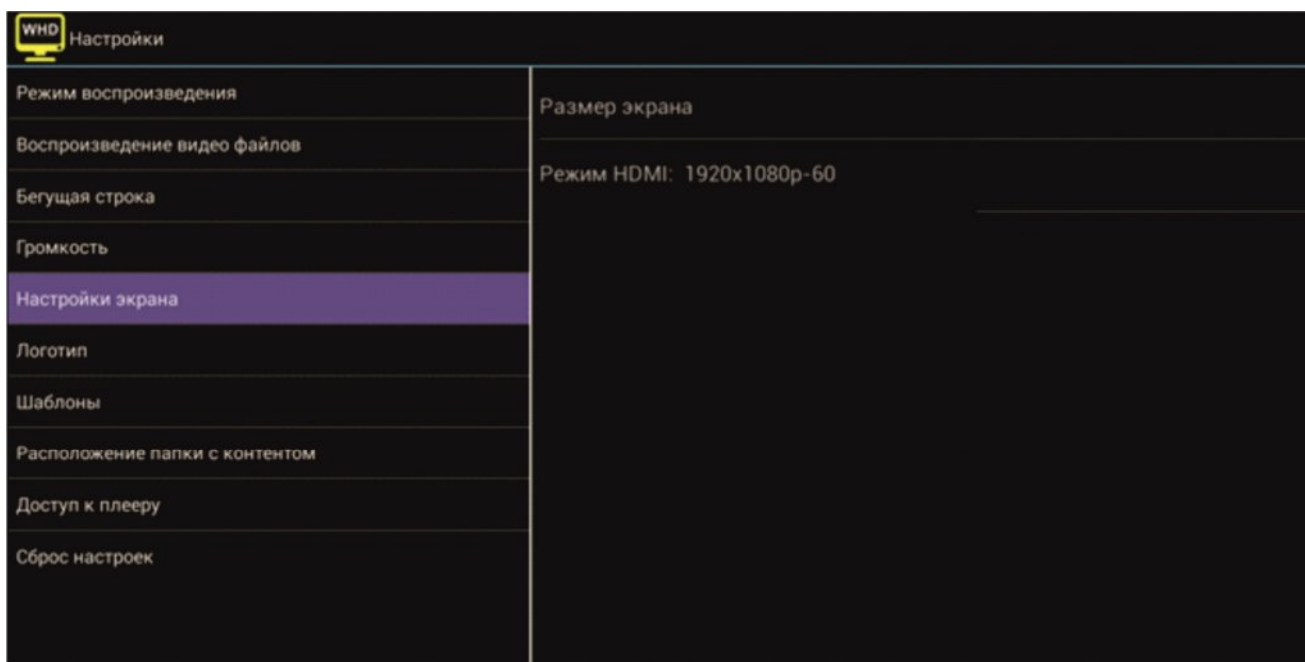 WHD
Настройки
Режим воспроизведения
Воспроизведение видео файлов
Бегущая строка
Громкость
Настройки экрана
Логотип
Шаблоны
Расположение папки с контентом
Доступ к плееру
Сброс настроек
Размер экрана
Режим HDMI: 1920x1080p-60